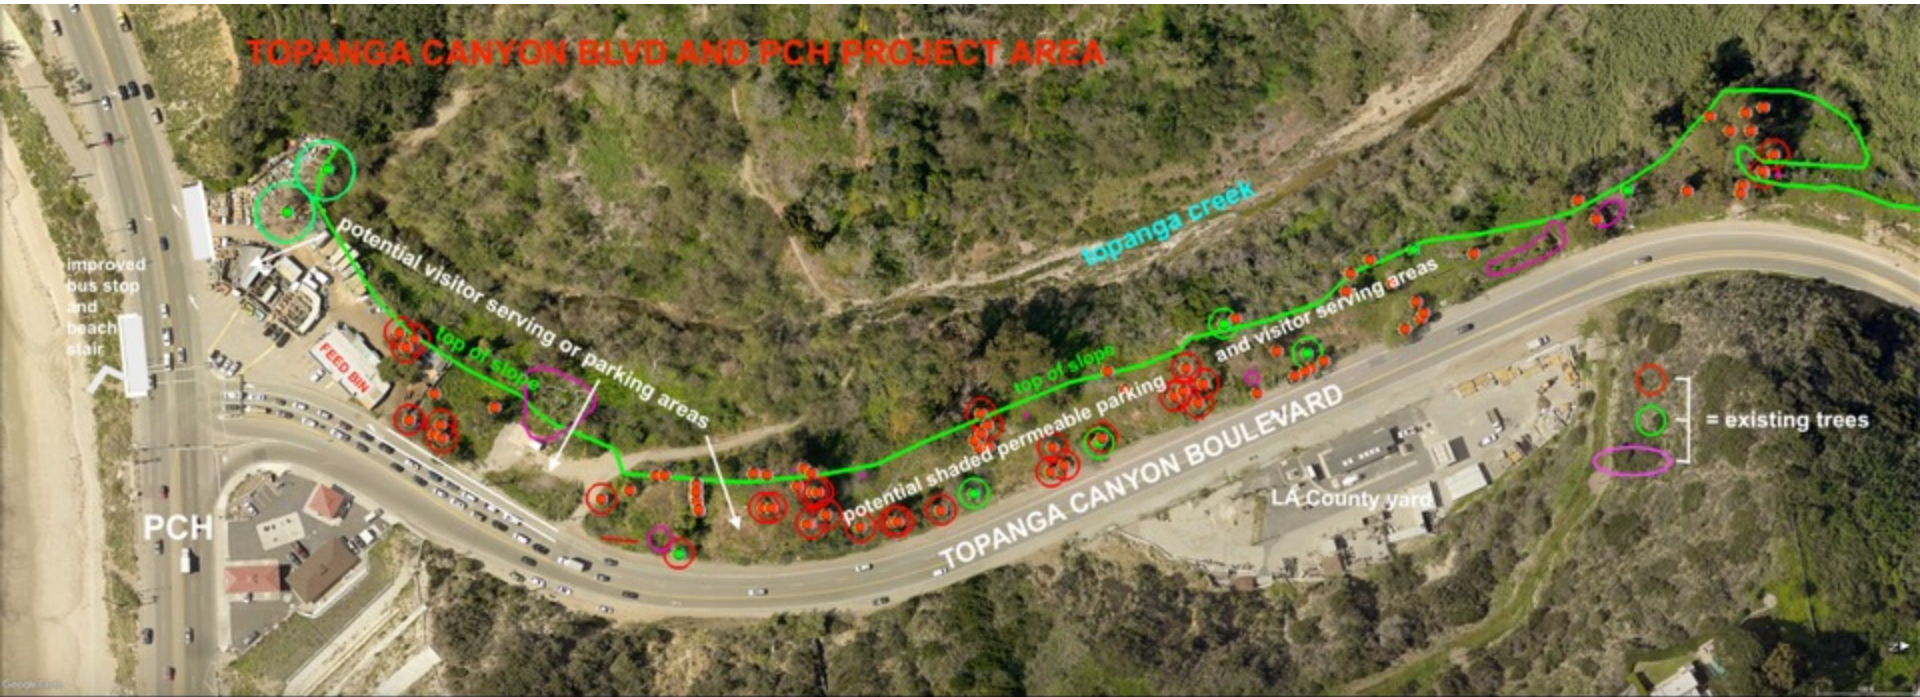 TOPANGA CANYON BLVD AND PCH PROJECT AREA
topanga creek
potential visitor serving or parking areas
improved
bus stop
and
beach
stair
top of slope
FEED BIN
top of slope
potential shaded permeable parking
and visitor serving areas
TOPANGA CANYON BOULEVARD
LA County yard
= existing trees
PCH
N